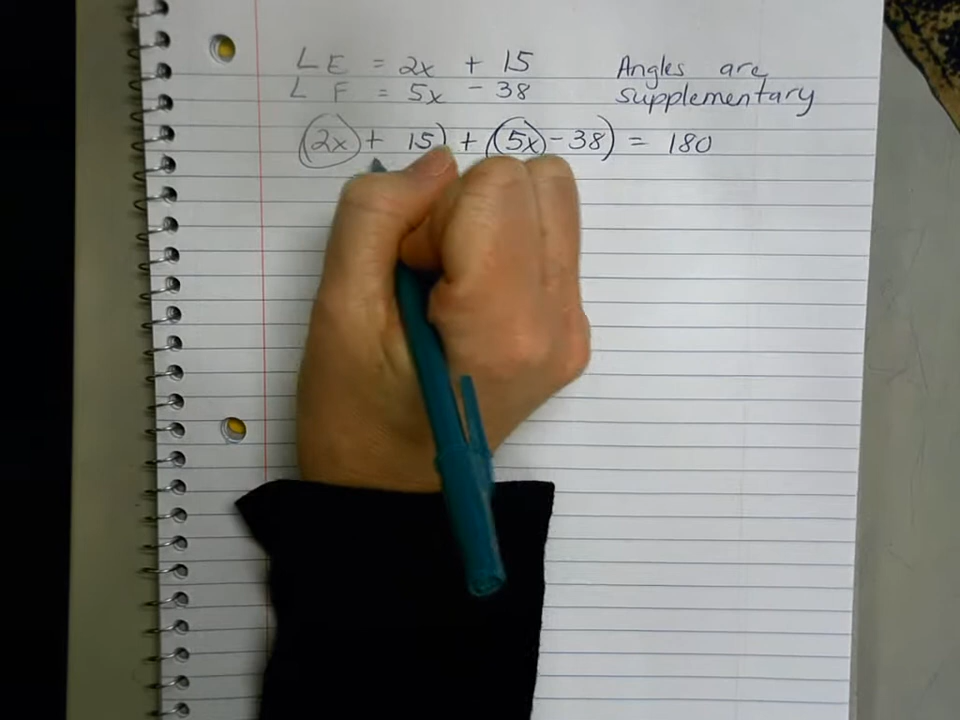 ∠ E = 2x + 15 Angles are
∠ F = 5x - 38 supplementary
(2x + 15) + (5x - 38) = 180